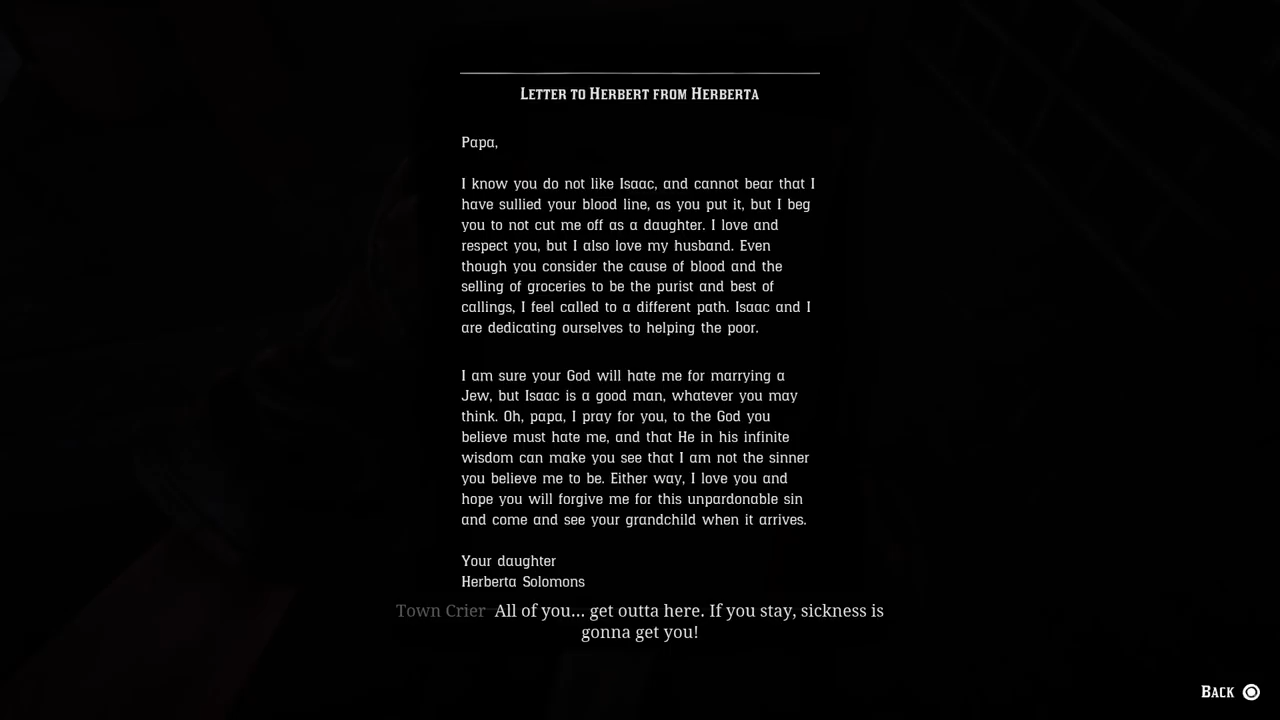 Letter to Herbert from Herberta
Papa,
I know you do not like Isaac, and cannot bear that I
have sullied your blood line, as you put it, but I beg
you to not cut me off as a daughter. I love and
respect you, but I also love my husband. Even
though you consider the cause of blood and the
selling of groceries to be the purist and best of
callings, I feel called to a different path. Isaac and I
are dedicating ourselves to helping the poor.
I am sure your God will hate me for marrying a
Jew, but Isaac is a good man, whatever you may
think. Oh, papa, I pray for you, to the God you
believe must hate me, and that He in his infinite
wisdom can make you see that I am not the sinner
you believe me to be. Either way, I love you and
hope you will forgive me for this unpardonable sin
and come and see your grandchild when it arrives.
Your daughter
Herberta Solomons
Town Crier All of you... get outta here. If you stay, sickness is
gonna get you!
Back